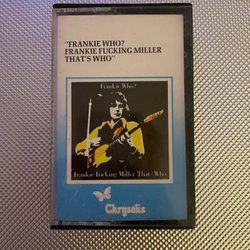 "FRANKIE WHO?
FRANKIE FUCKING MILLER
THAT'S WHO"
Frankie Who?
Frankie Fucking Miller That's Who
Chrysalis